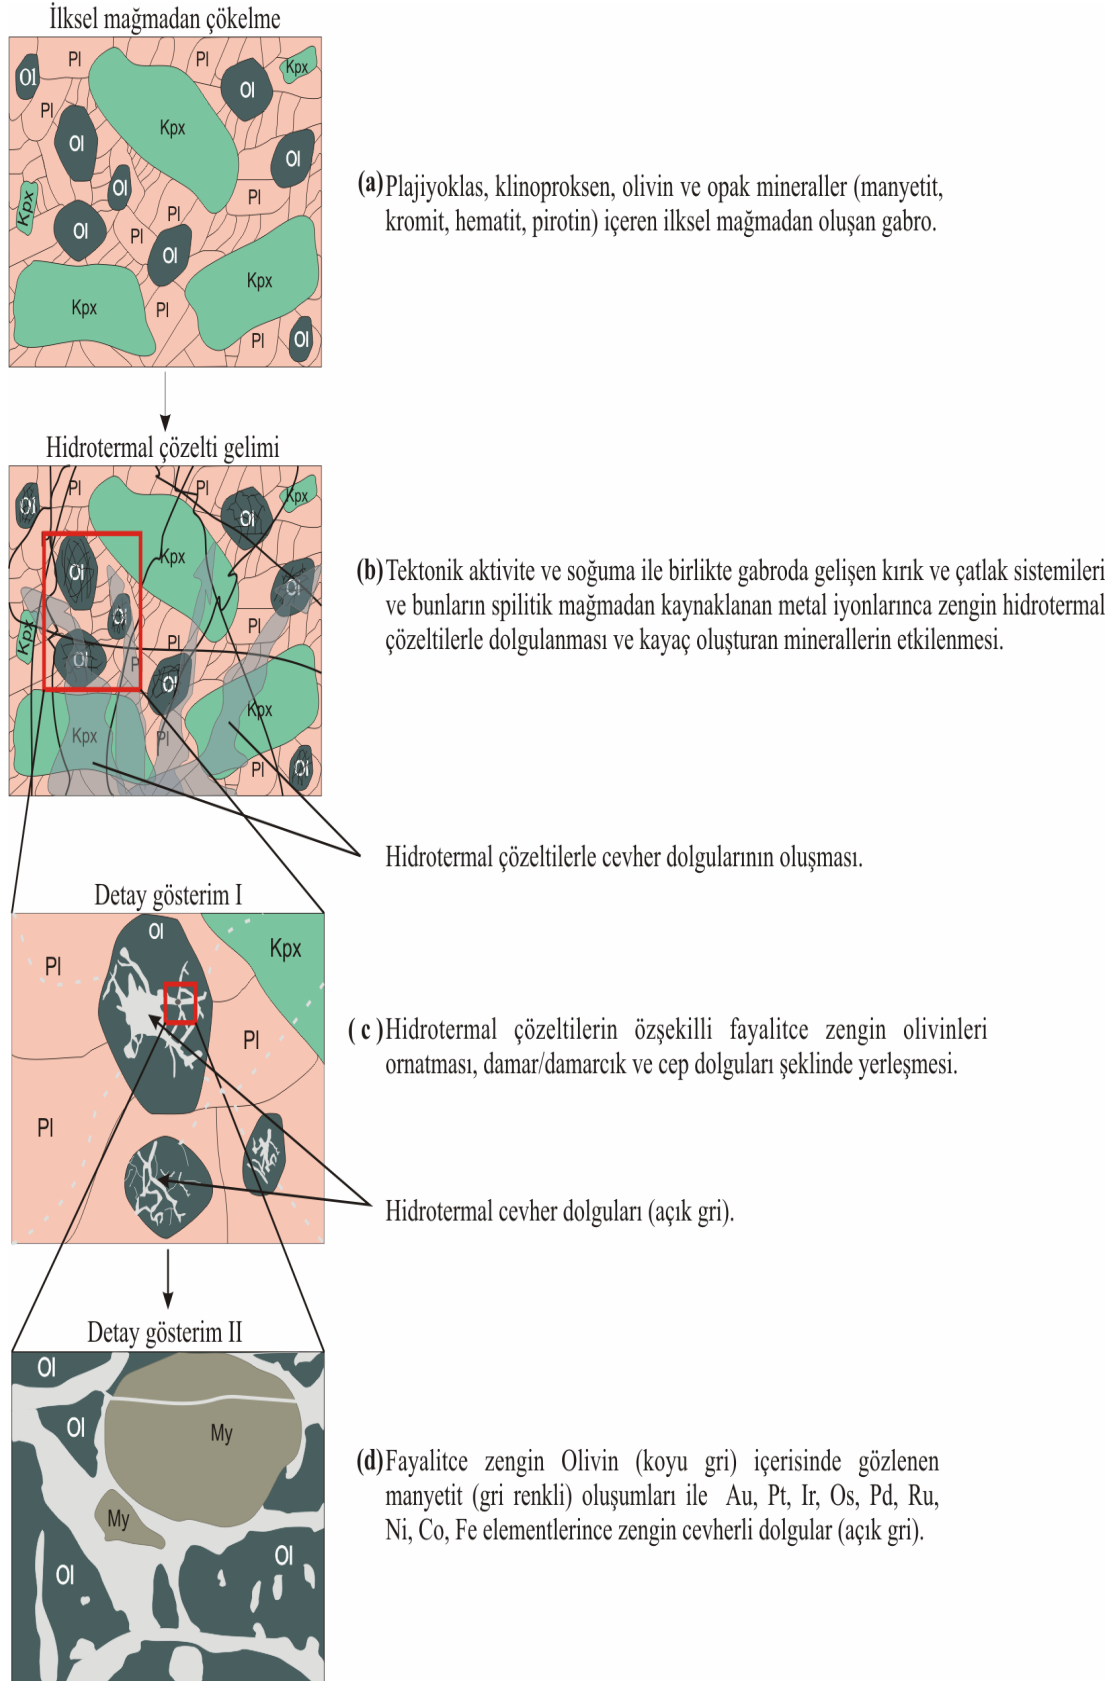 İlksel mağmadan çökelme
Pl
Pl
Kpx
Ol
Ol
Pl
Kpx
Ol
Ol
Ol
Kpx
Pl
Pl
Ol
Pl
Ol
Kpx
Kpx
Pl
Pl
Ol
(a) Plajiyoklas, klinoproksen, olivin ve opak mineraller (manyetit,
kromit, hematit, pirotin) içeren ilksel mağmadan oluşan gabro.
Hidrotermal çözelti gelimi
Pl
Pl
Kpx
Ol
Ol
Kpx
Ol
Ol
Ol
Kpx
Pl
Pl
Ol
P
Ol
Kpx
Kpx
Pl
Pl
Ol
(b) Tektonik aktivite ve soğuma ile birlikte gabroda gelişen kırık ve çatlak sistemileri
ve bunların spilitik mağmadan kaynaklanan metal iyonlarınca zengin hidrotermal
çözeltilerle dolgulanması ve kayaç oluşturan minerallerin etkilenmesi.
Hidrotermal çözeltilerle cevher dolgularının oluşması.
Detay gösterim I
Ol
Kpx
Pl
Pl
Pl
( c ) Hidrotermal çözeltilerin özşekilli fayalitce zengin olivinleri
ornatması, damar/damarcık ve cep dolguları şeklinde yerleşmesi.
Hidrotermal cevher dolguları (açık gri).
Detay gösterim II
Ol
Ol
My
My
Ol
Ol
(d) Fayalitce zengin Olivin (koyu gri) içerisinde gözlenen
manyetit (gri renkli) oluşumları ile Au, Pt, Ir, Os, Pd, Ru,
Ni, Co, Fe elementlerince zengin cevherli dolgular (açık gri).